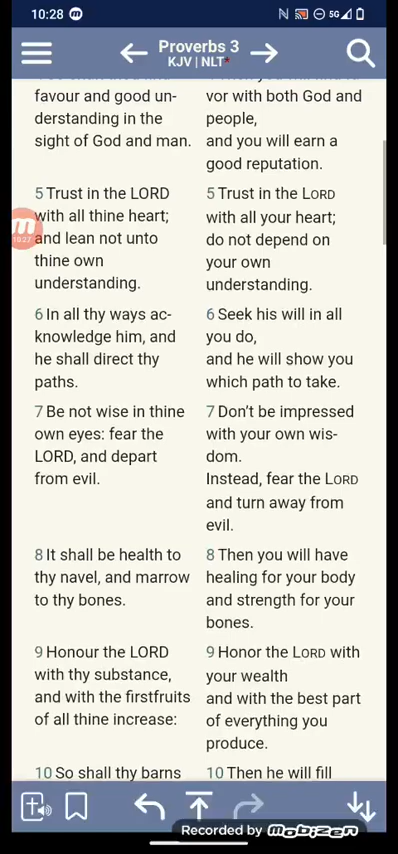 10:28
5G
Proverbs 3
KJV | NLT*
favour and good un-
derstanding in the
sight of God and man.
5 Trust in the LORD
with all thine heart;
and lean not unto
thine own
understanding.
6 In all thy ways ac-
knowledge him, and
he shall direct thy
paths.
7 Be not wise in thine
own eyes: fear the
LORD, and depart
from evil.
8 It shall be health to
thy navel, and marrow
to thy bones.
9 Honour the LORD
with thy substance,
and with the firstfruits
of all thine increase:
10 So shall thy barns
vor with both God and
people,
and you will earn a
good reputation.
5 Trust in the LORD
with all your heart;
do not depend on
your own
understanding.
6 Seek his will in all
you do,
and he will show you
which path to take.
7 Don't be impressed
with your own wis-
dom.
Instead, fear the LORD
and turn away from
evil.
8 Then you will have
healing for your body
and strength for your
bones.
9 Honor the LORD with
your wealth
and with the best part
of everything you
produce.
10 Then he will fill
m
10:27
Recorded by mobizen